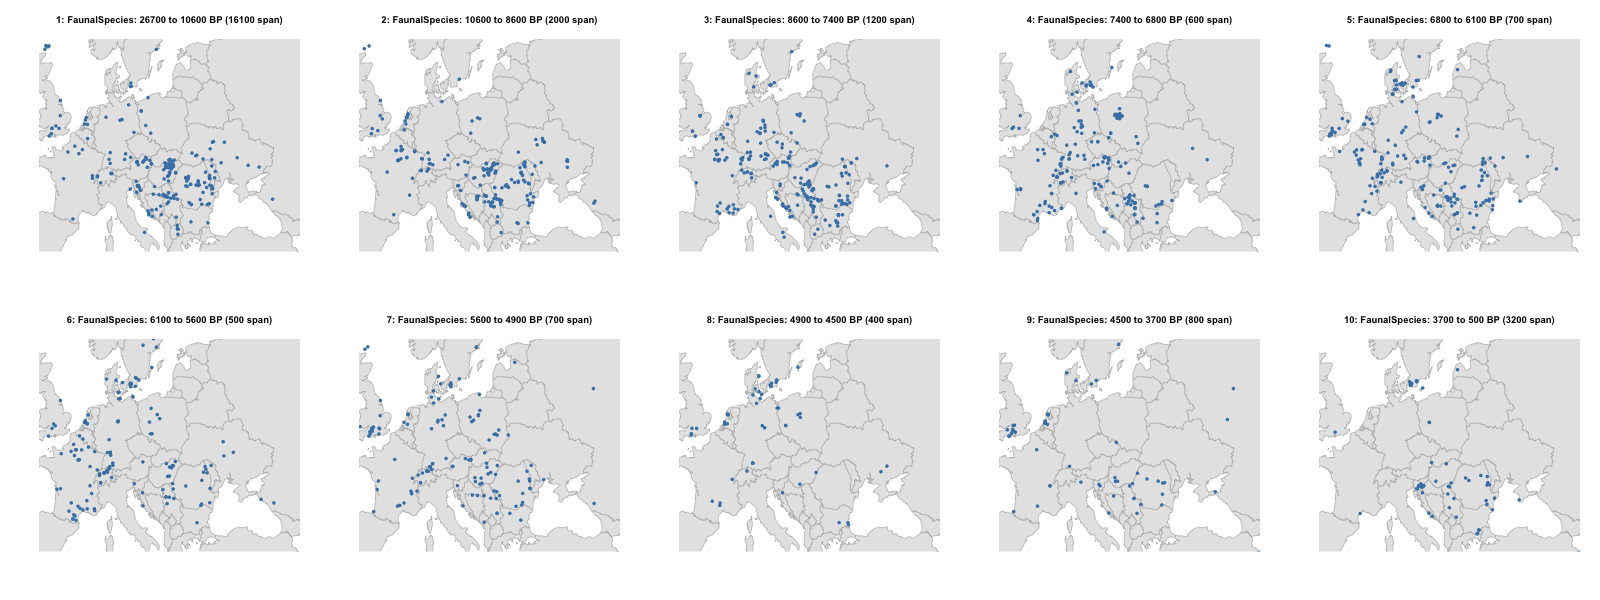 1: FaunalSpecies: 26700 to 10600 BP (16100 span)
2: FaunalSpecies: 10600 to 8600 BP (2000 span)
3: FaunalSpecies: 8600 to 7400 BP (1200 span)
4: FaunalSpecies: 7400 to 6800 BP (600 span)
5: FaunalSpecies: 6800 to 6100 BP (700 span)
6: FaunalSpecies: 6100 to 5600 BP (500 span)
7: FaunalSpecies: 5600 to 4900 BP (700 span)
8: FaunalSpecies: 4900 to 4500 BP (400 span)
9: FaunalSpecies: 4500 to 3700 BP (800 span)
10: FaunalSpecies: 3700 to 500 BP (3200 span)